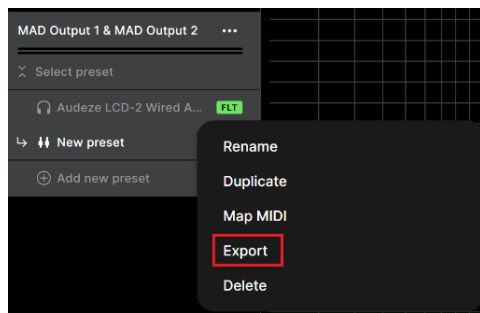 MAD Output 1 & MAD Output 2 ...
Select preset
Audeze LCD-2 Wired A... FLT
New preset
Add new preset
Rename
Duplicate
Map MIDI
Export
Delete